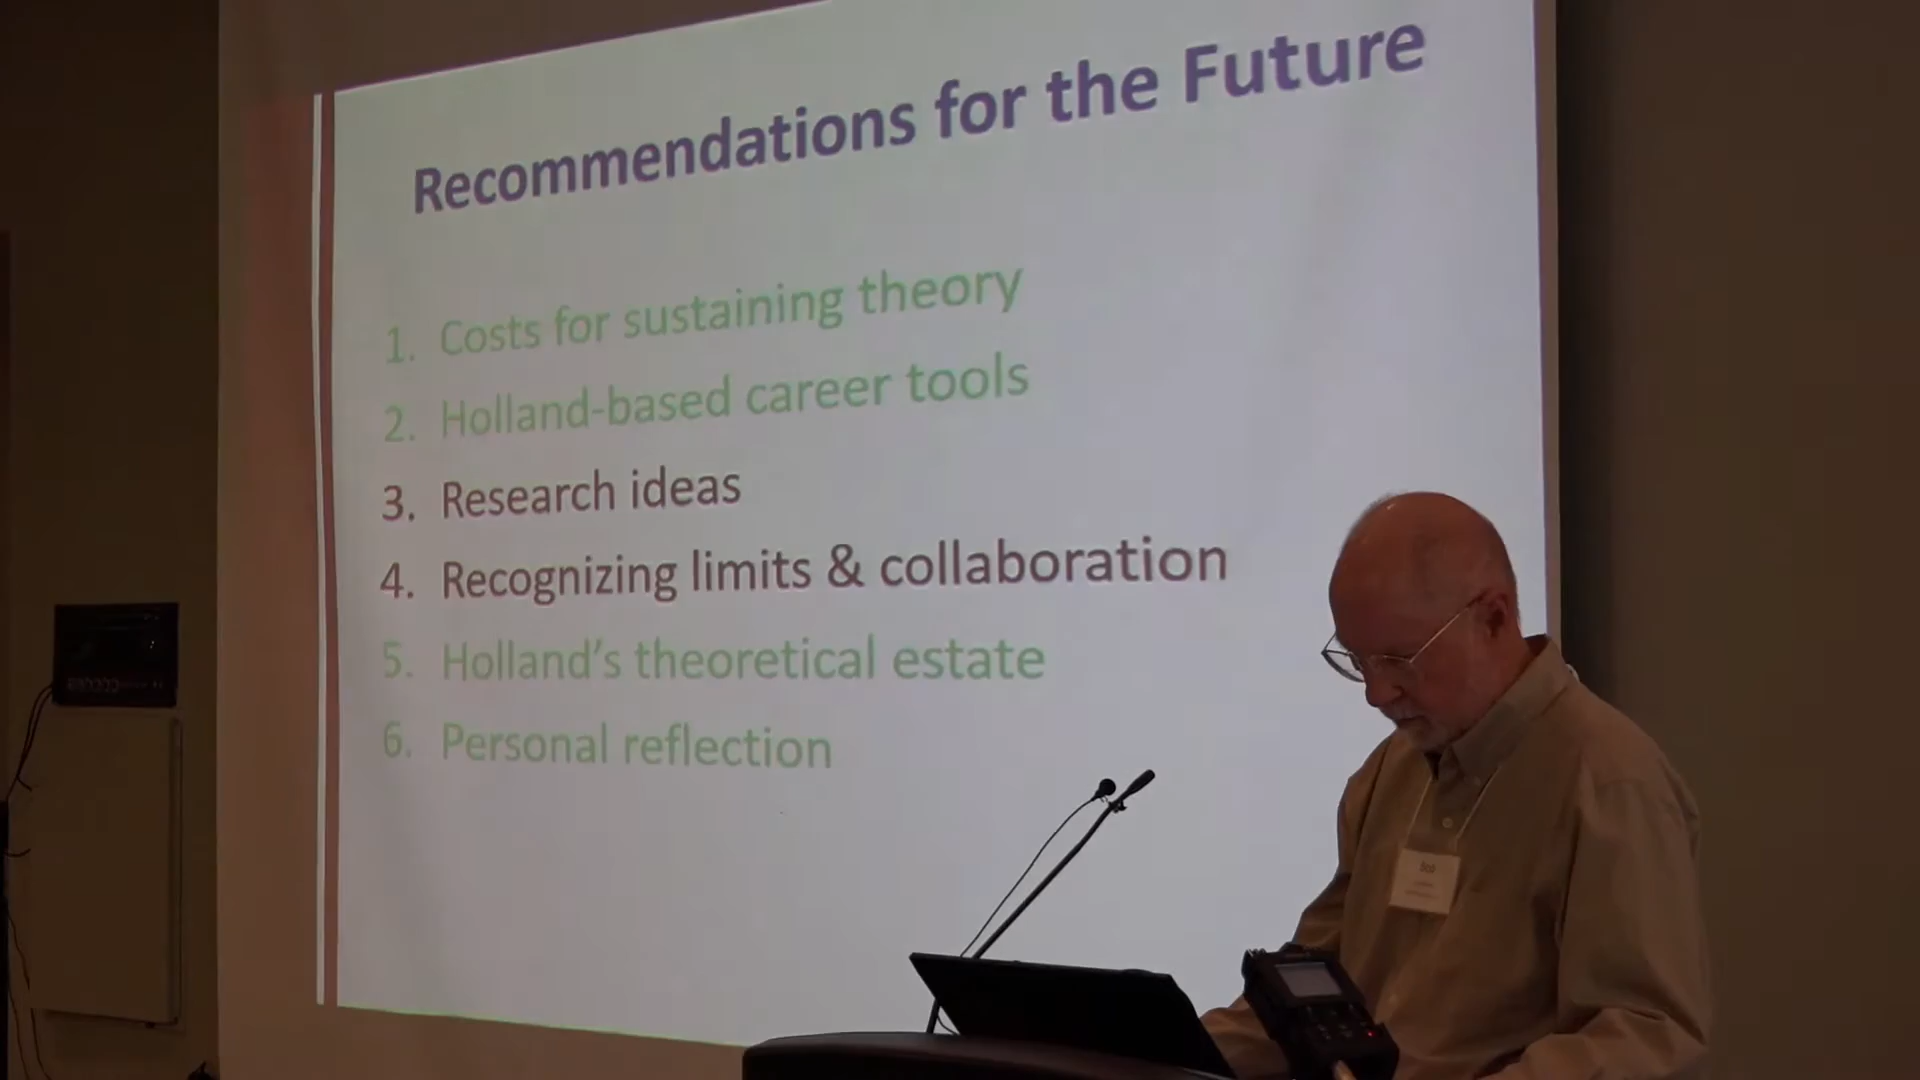 Recommendations for the Future
1. Costs for sustaining theory
2. Holland-based career tools
3. Research ideas
4. Recognizing limits & collaboration
5. Holland's theoretical estate
6. Personal reflection